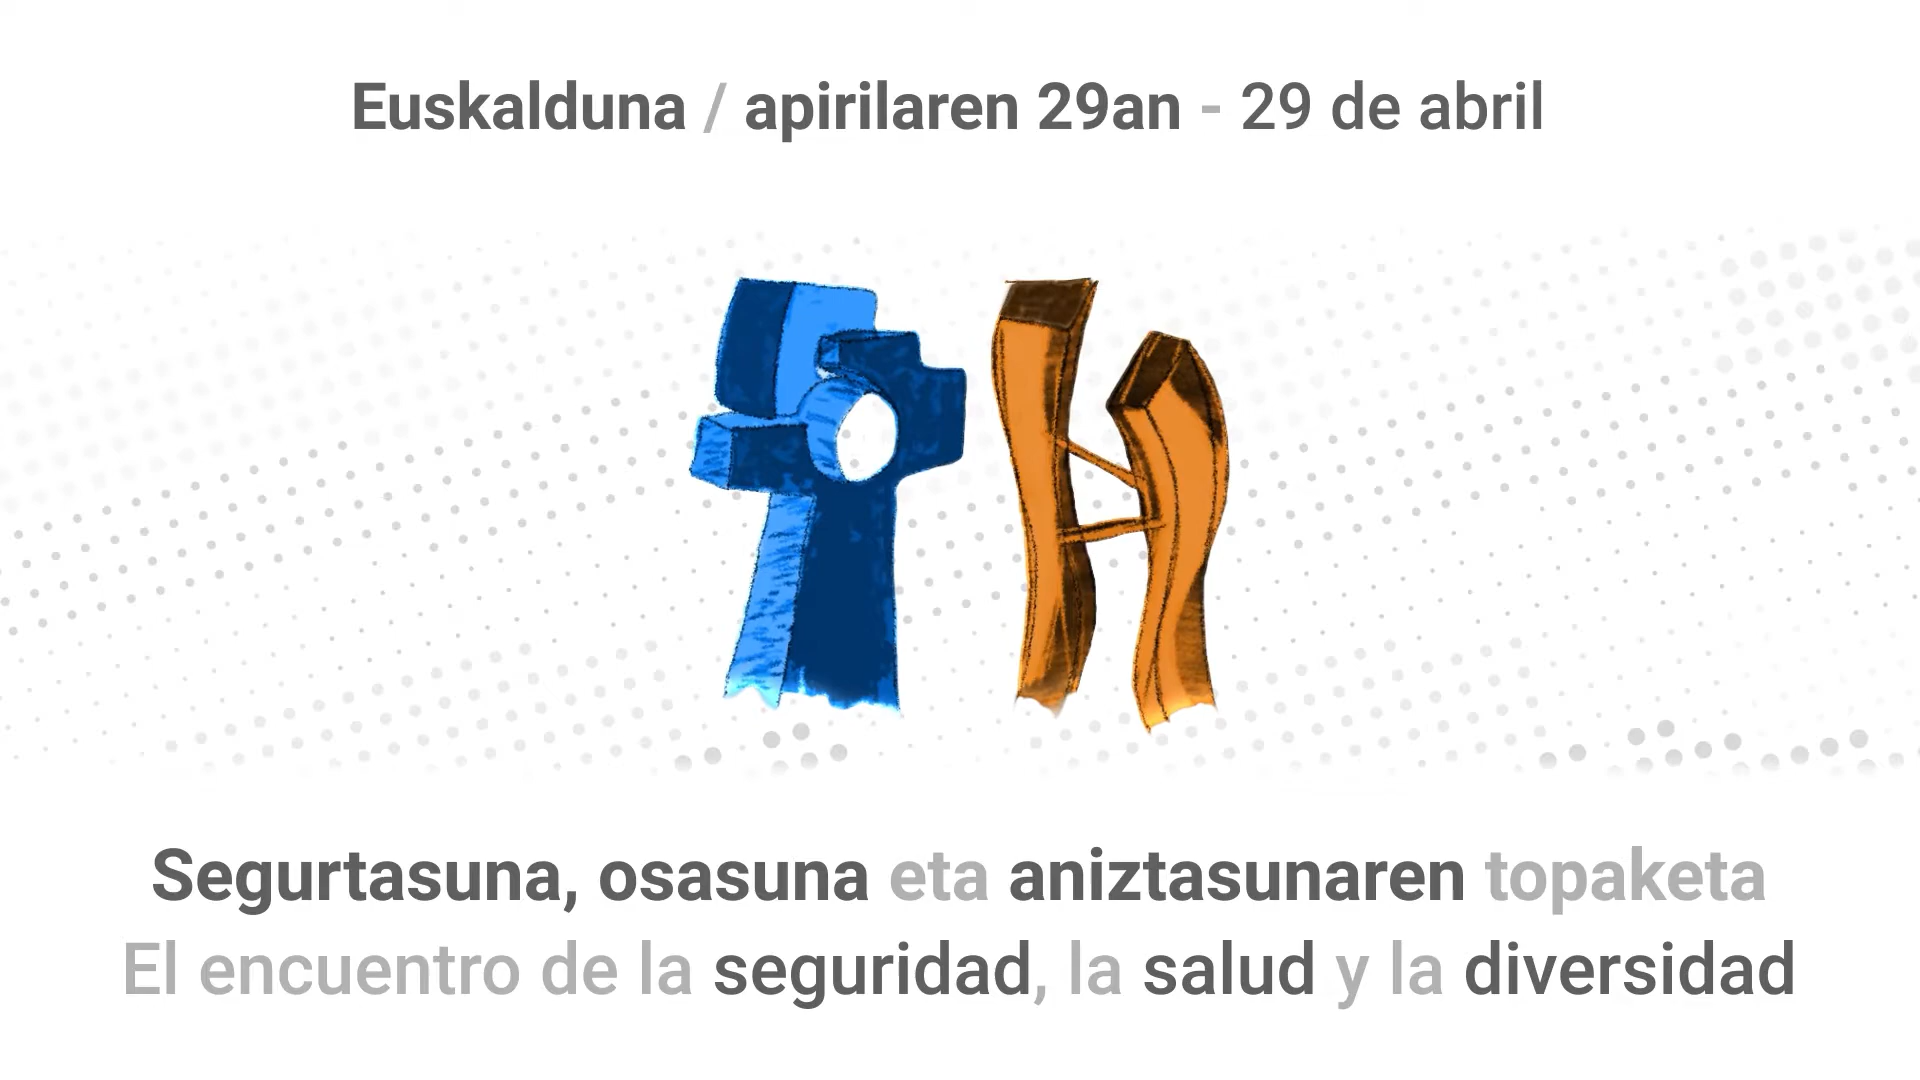 Euskalduna / apirilaren 29an - 29 de abril
Segurtasuna, osasuna eta aniztasunaren topaketa
El encuentro de la seguridad, la salud y la diversidad